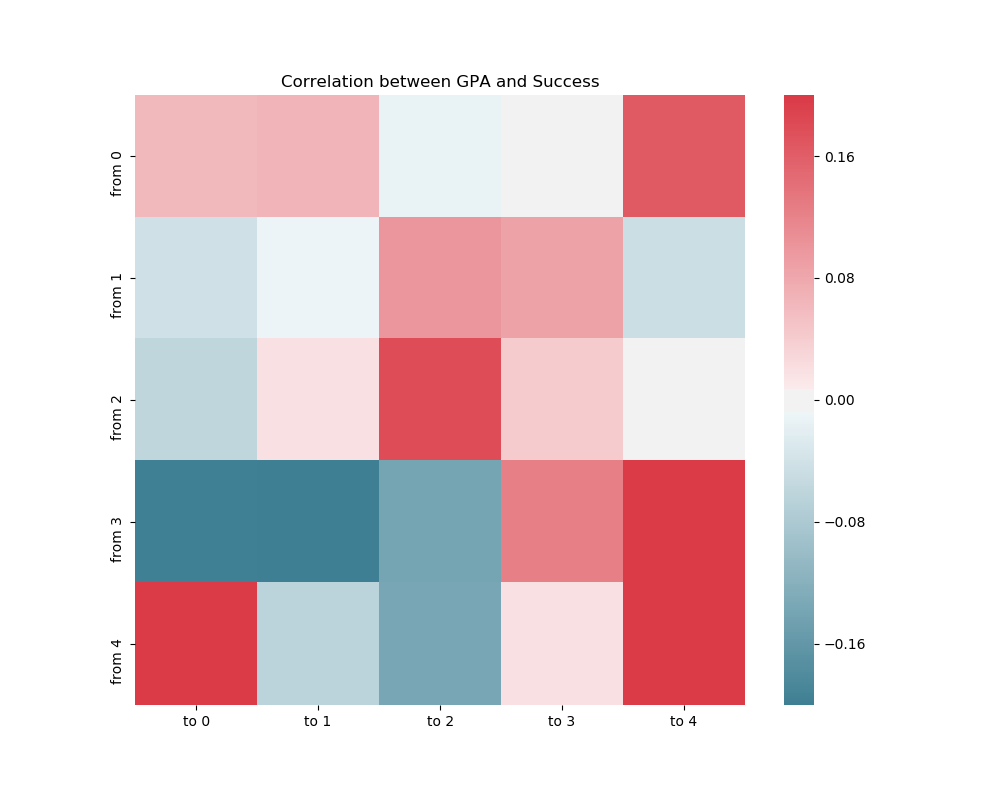 Correlation between GPA and Success
from 0
from 1
from 2
from 3
from 4
to 0
to 1
to 2
to 3
to 4
0.16
0.08
0.00
−0.08
−0.16